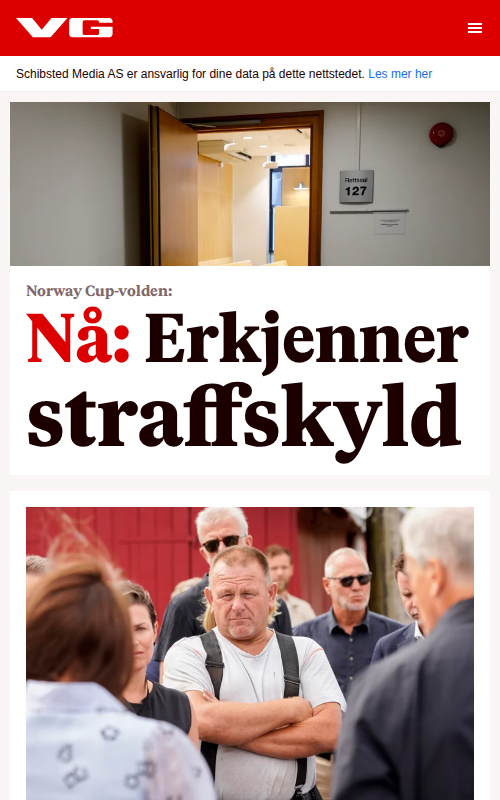 VG
Schibsted Media AS er ansvarlig for dine data på dette nettstedet. Les mer her
Rettssal
127
Norway Cup-volden:
Nå: Erkjenner
straffskyld